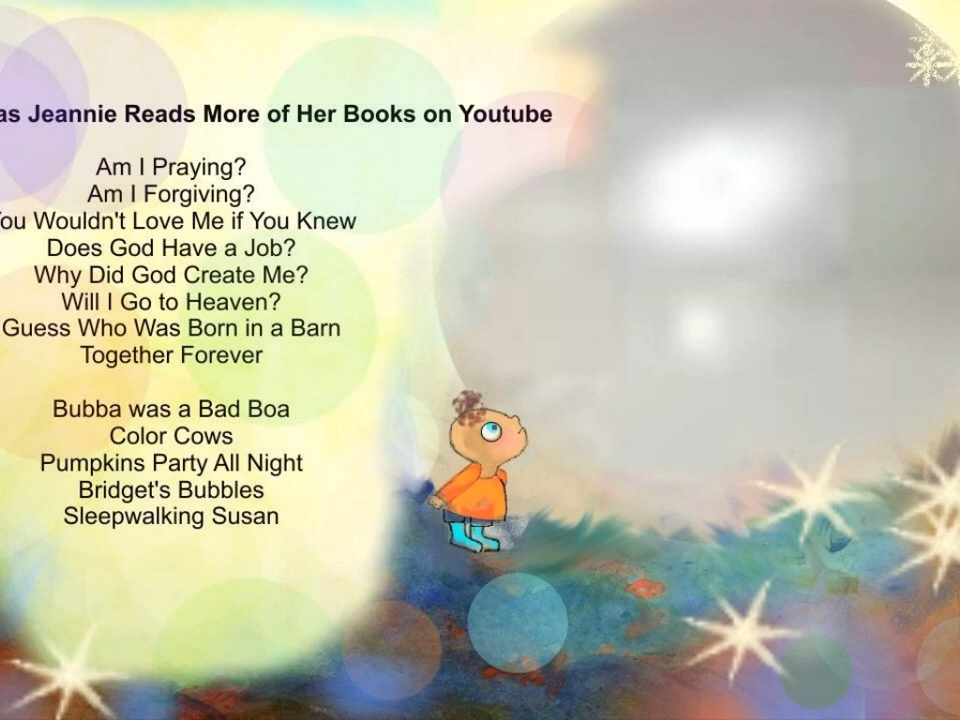 as Jeannie Reads More of Her Books on Youtube
Am I Praying?
Am I Forgiving?
You Wouldn't Love Me if You Knew
Does God Have a Job?
Why Did God Create Me?
Will I Go to Heaven?
Guess Who Was Born in a Barn
Together Forever
Bubba was a Bad Boa
Color Cows
Pumpkins Party All Night
Bridget's Bubbles
Sleepwalking Susan